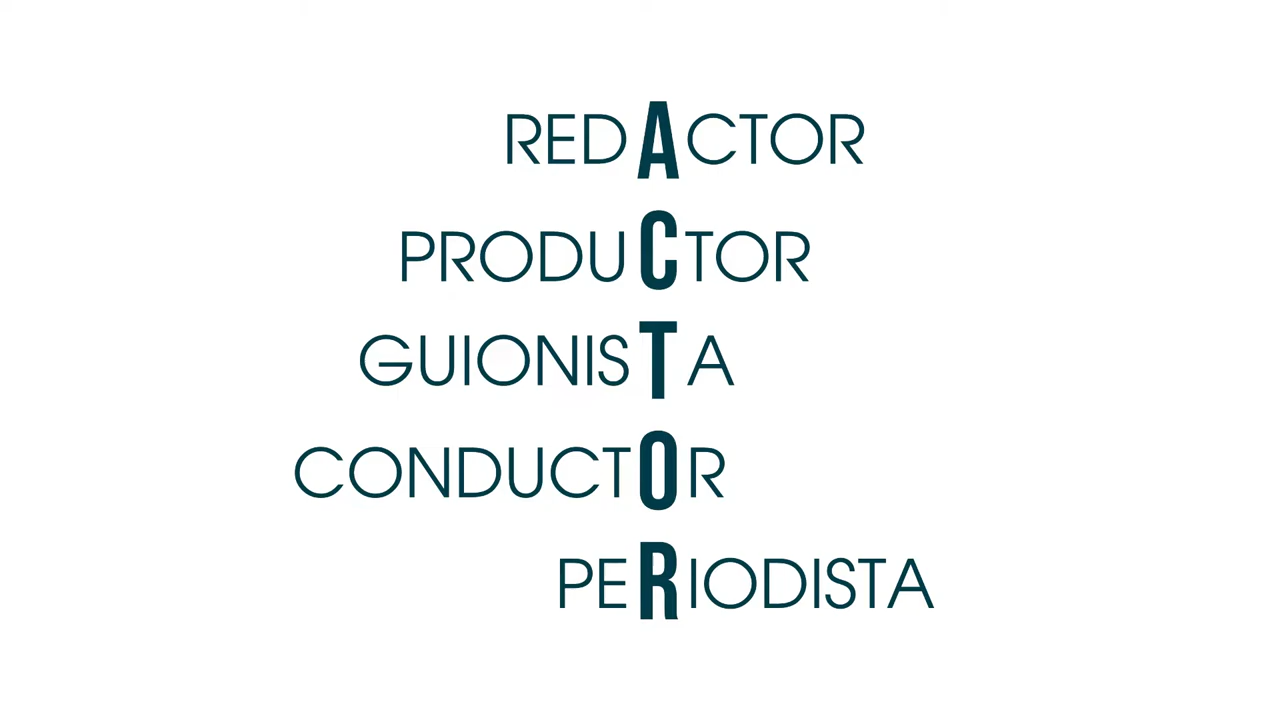 REDACTOR
PRODUCTOR
GUIONISTA
CONDUCTOR
PERIODISTA